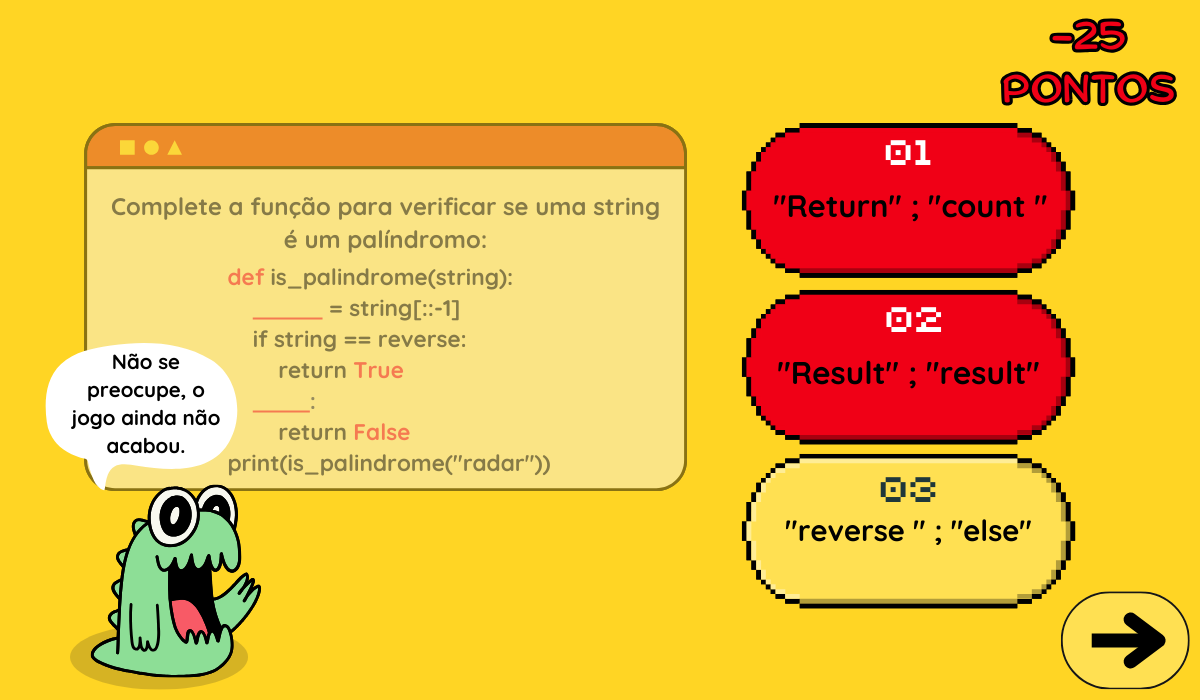 -25
PONTOS
Complete a função para verificar se uma string
é um palíndromo:
def is_palindrome(string):
______ = string[::-1]
if string == reverse:
return True
_____:
return False
print(is_palindrome("radar"))
Não se
preocupe, o
jogo ainda não
acabou.
01
"Return" ; "count "
02
"Result" ; "result"
03
"reverse " ; "else"